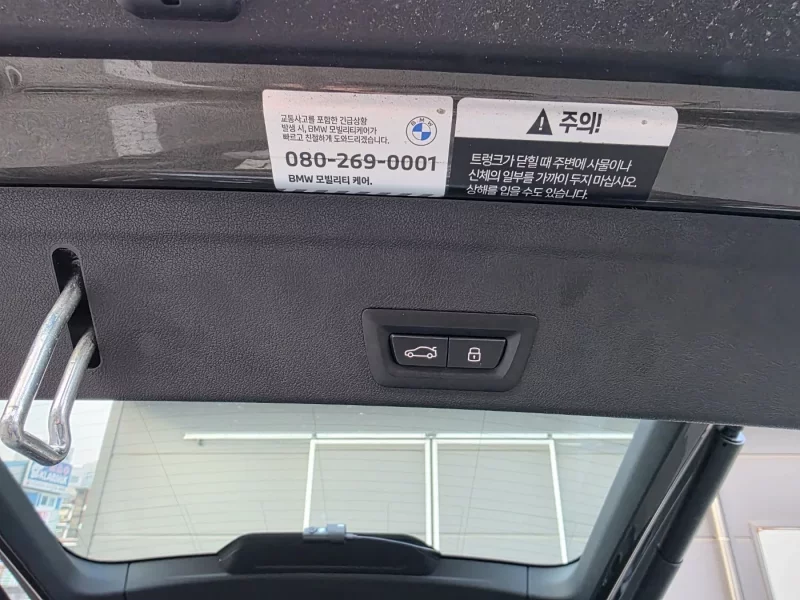 교통사고를 포함한 긴급상황
발생 시, BMW 모빌리티케어가
빠르고 친절하게 도와드리겠습니다.
BMW
080-269-0001
BMW 모빌리티 케어.
주의!
트렁크가 닫힐 때 주변에 사물이나
신체의 일부를 가까이 두지 마십시오.
상해를 입을 수도 있습니다.